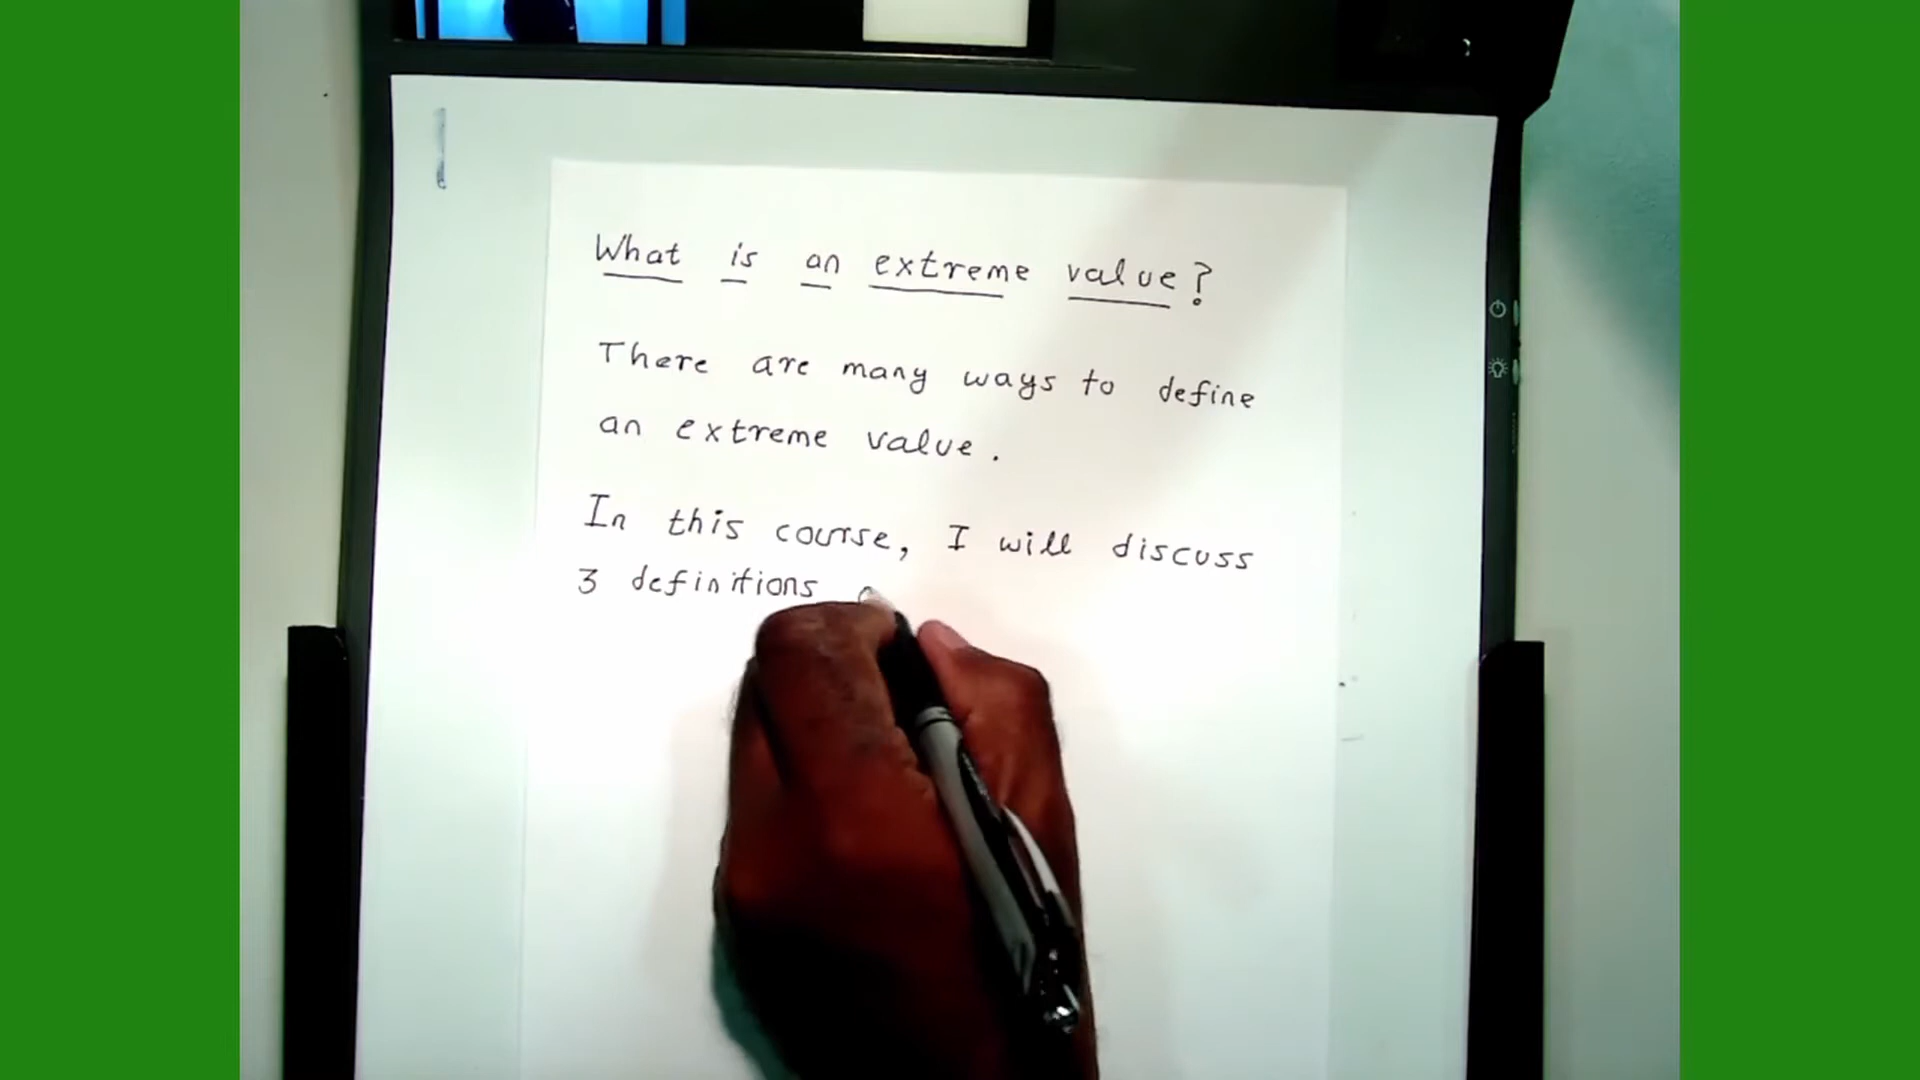 What is an extreme value?
There are many ways to define
an extreme value.
In this course, I will discuss
3 definitions